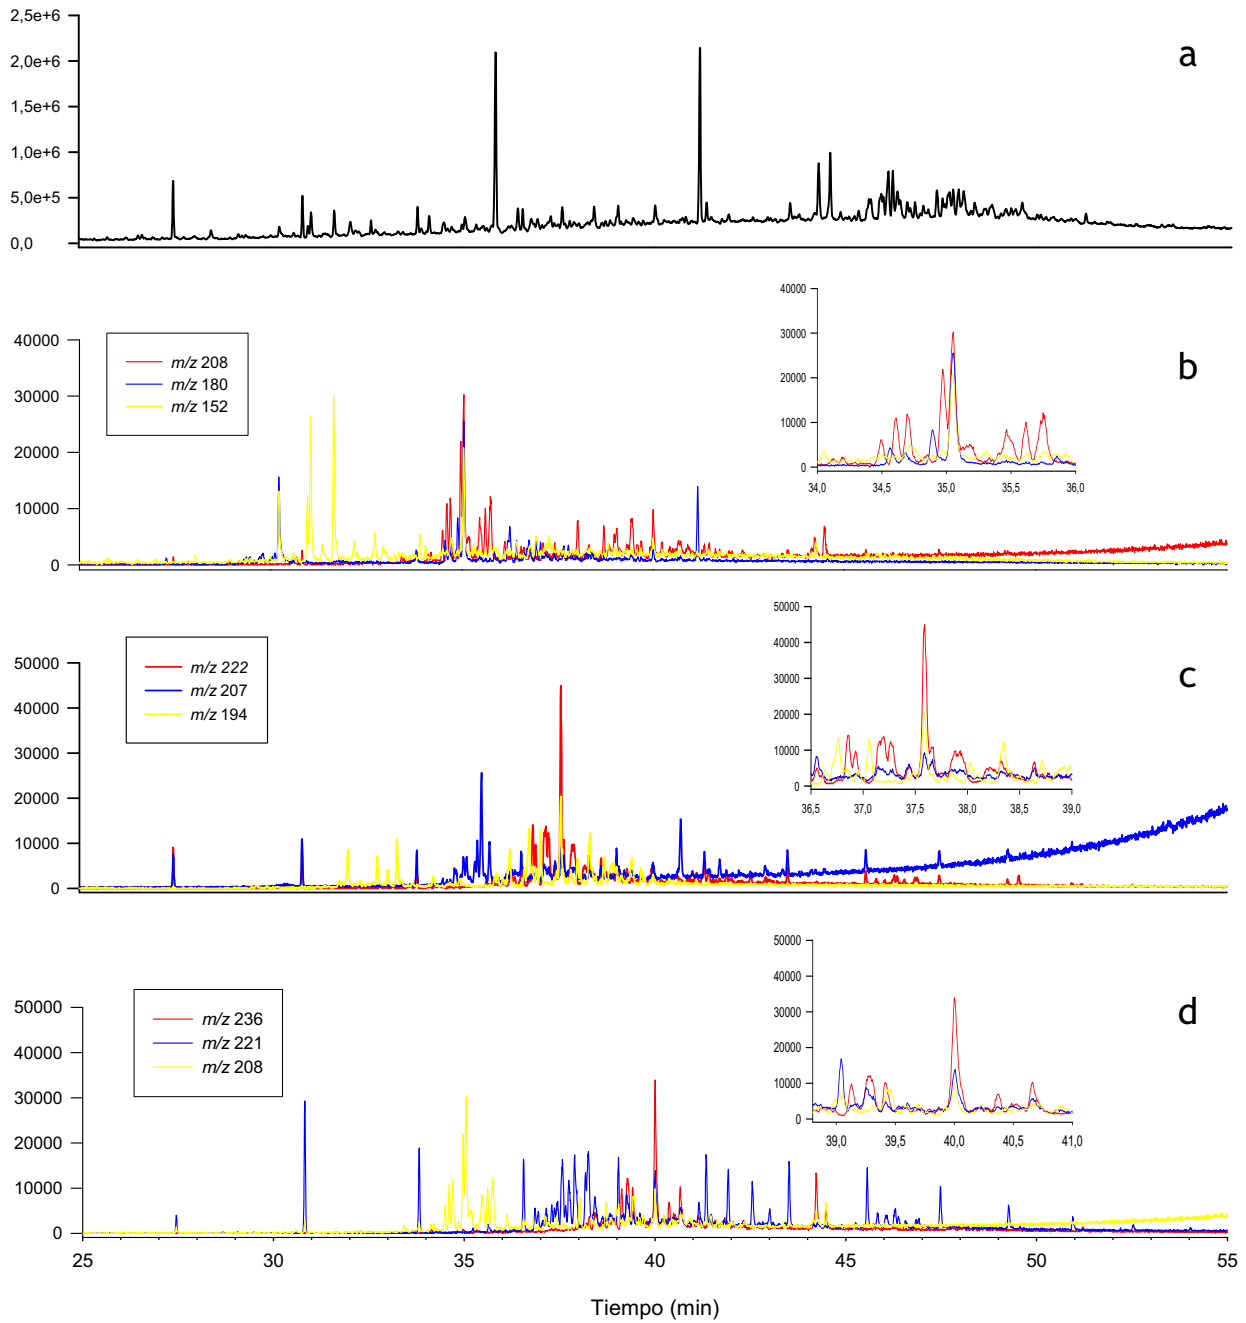 2,5e+6
2,0e+6
1,5e+6
1,0e+6
5,0e+5
0,0
a
40000
30000
20000
10000
0
m/z 208
m/z 180
m/z 152
40000
30000
20000
10000
0
34,0 34,5 35,0 35,5 36,0
b
50000
40000
30000
20000
10000
0
m/z 222
m/z 207
m/z 194
50000
40000
30000
20000
10000
0
36,5 37,0 37,5 38,0 38,5 39,0
c
50000
40000
30000
20000
10000
0
m/z 236
m/z 221
m/z 208
50000
40000
30000
20000
10000
0
39,0 39,5 40,0 40,5 41,0
d
25 30 35 40 45 50 55
Tiempo (min)